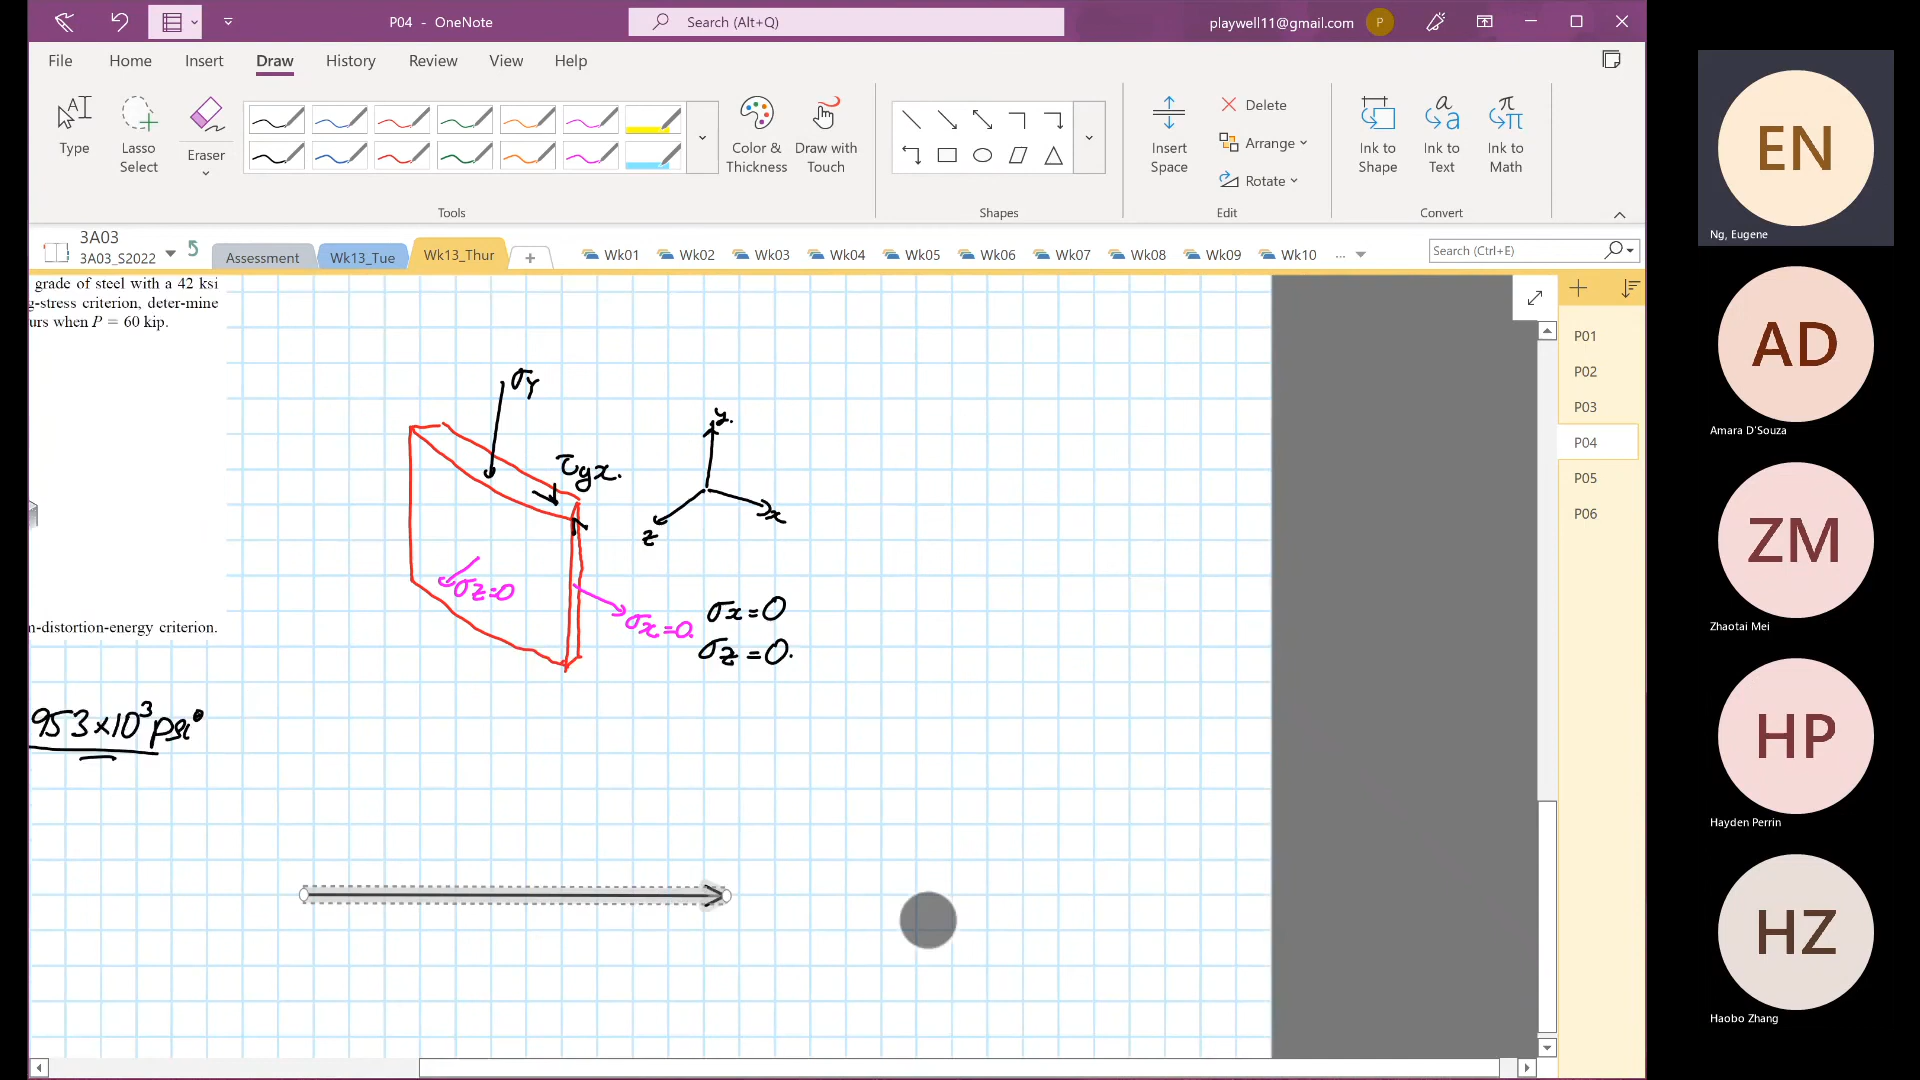 P04 - OneNote
Search (Alt+Q)
playwell11@gmail.com
P
File Home Insert Draw History Review View Help
Type
Lasso Select
Eraser
Color & Thickness
Draw with Touch
Insert Space
Delete
Arrange
Rotate
Ink to Shape
Ink to Text
Ink to Math
Tools
Shapes
Edit
Convert
3A03
3A03_S2022
Assessment
Wk13_Tue
Wk13_Thur
Wk01 Wk02 Wk03 Wk04 Wk05 Wk06 Wk07 Wk08 Wk09 Wk10 ...
Search (Ctrl+E)
grade of steel with a 42 ksi
g-stress criterion, deter-mine
urs when P = 60 kip.
σy
τyx.
y.
x
z
σz=0
σx=0.
σx=0
σz=0.
m-distortion-energy criterion.
953×10³ psi
P01
P02
P03
P04
P05
P06
EN
Ng, Eugene
AD
Amara D'Souza
ZM
Zhaotai Mei
HP
Hayden Perrin
HZ
Haobo Zhang